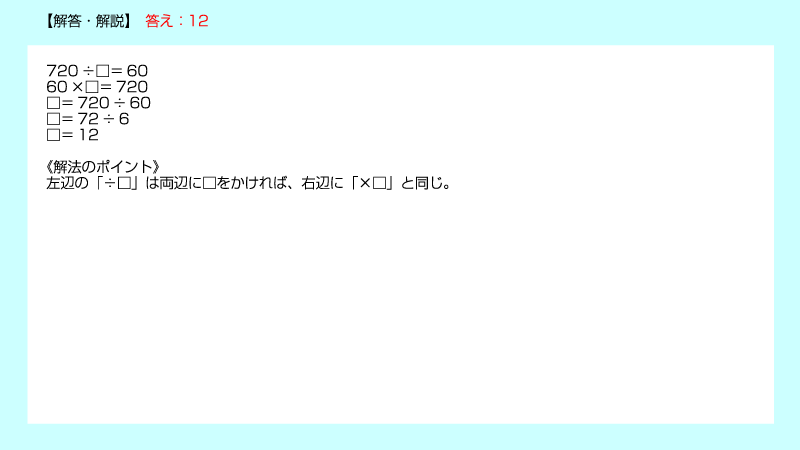 【解答・解説】 答え：12
720÷□＝60
60×□＝720
□＝720÷60
□＝72÷6
□＝12
《解法のポイント》
左辺の「÷□」は両辺に□をかければ、右辺に「×□」と同じ。